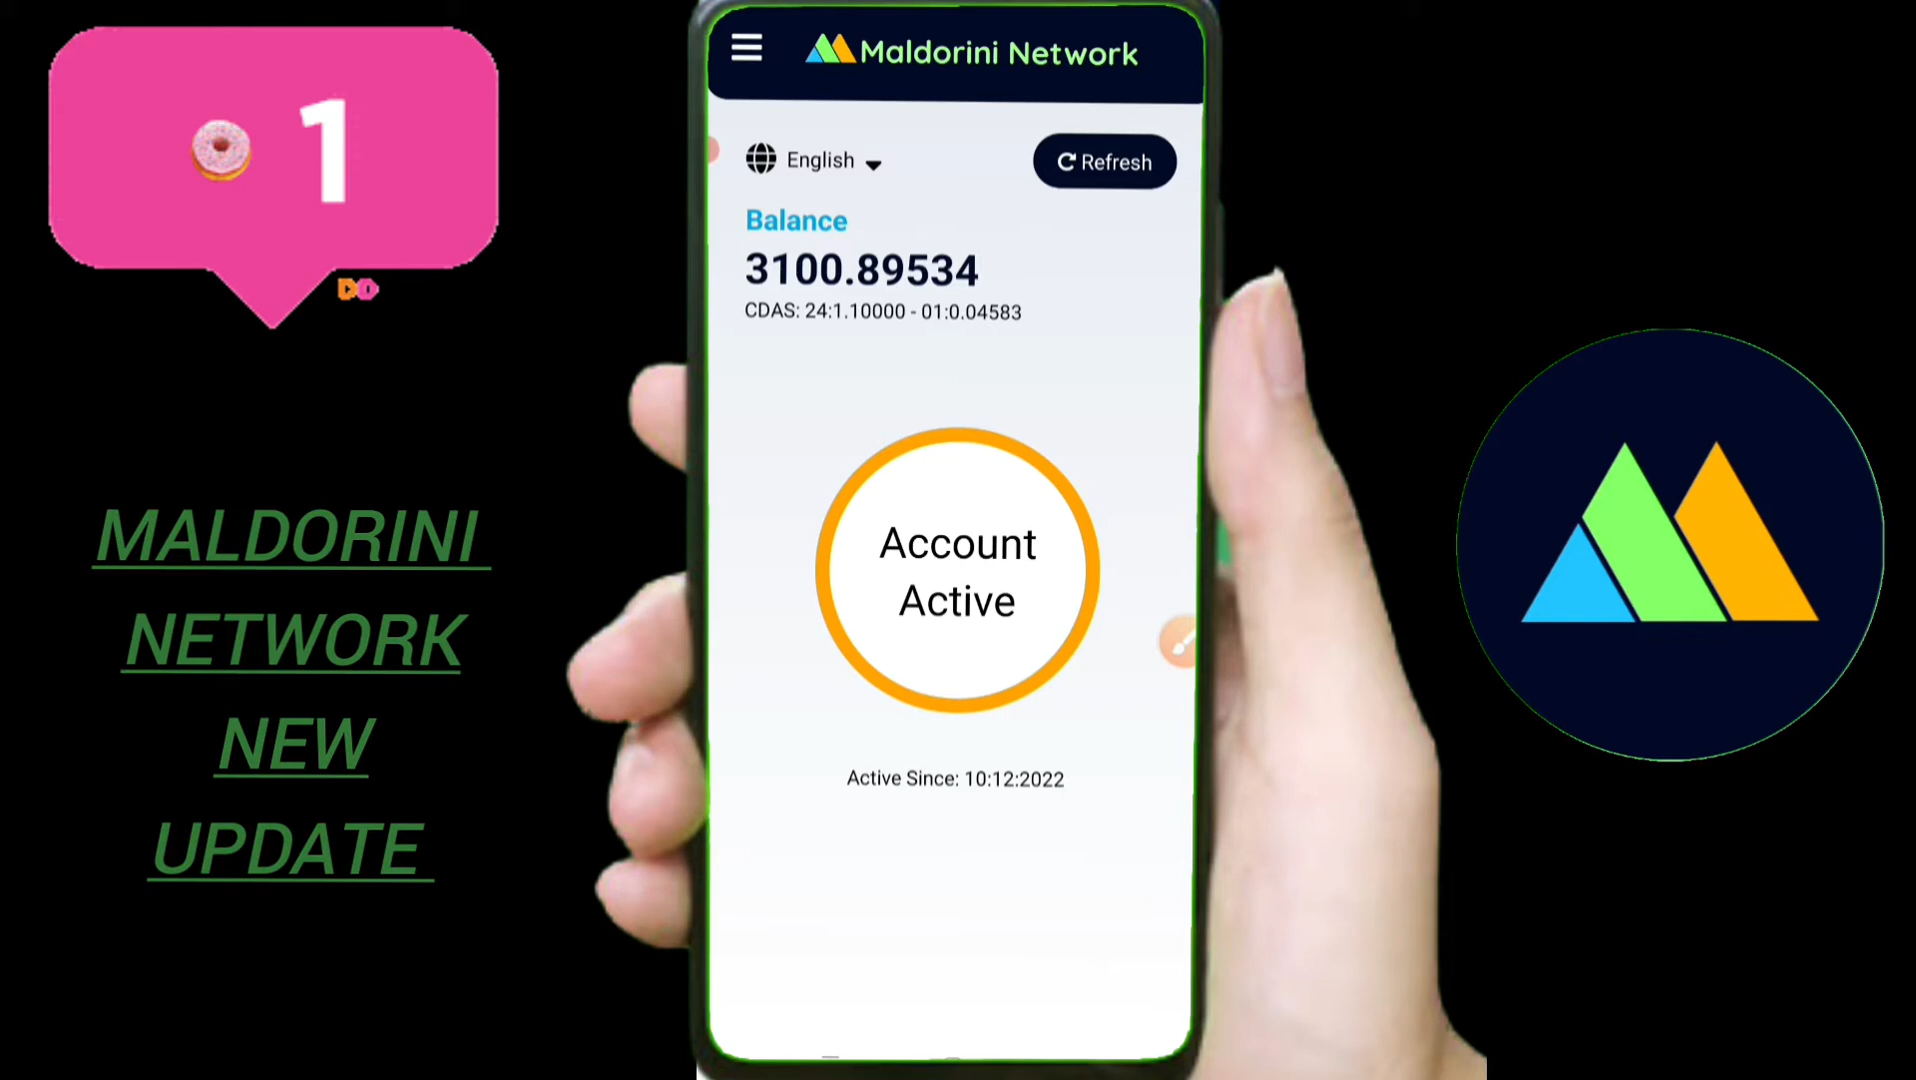 1
DO
MALDORINI
NETWORK
NEW
UPDATE
Maldorini Network
English
Refresh
Balance
3100.89534
CDAS: 24:1.10000 - 01:0.04583
Account
Active
Active Since: 10:12:2022